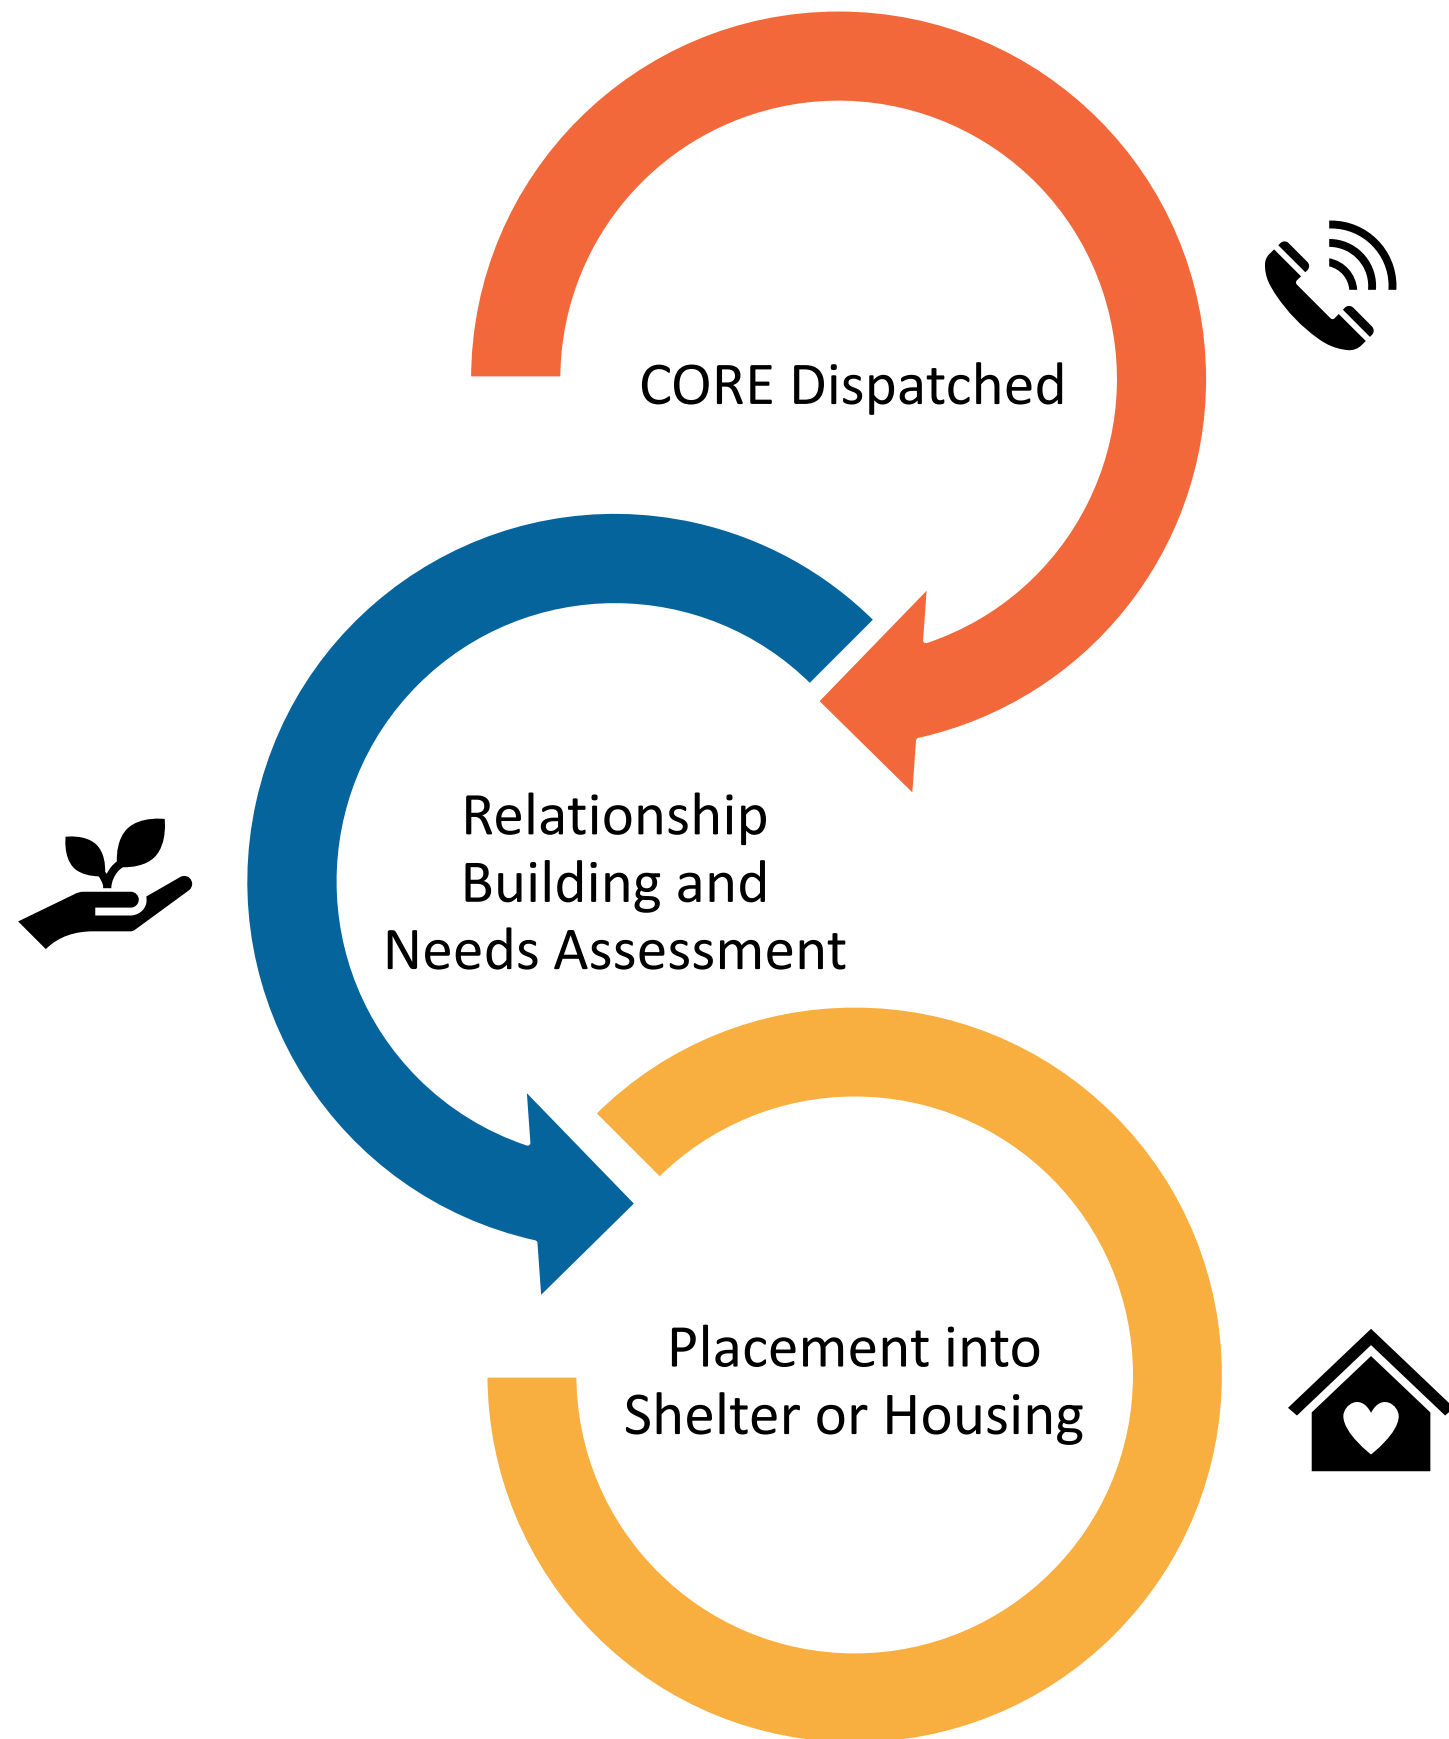 CORE Dispatched
Relationship
Building and
Needs Assessment
Placement into
Shelter or Housing